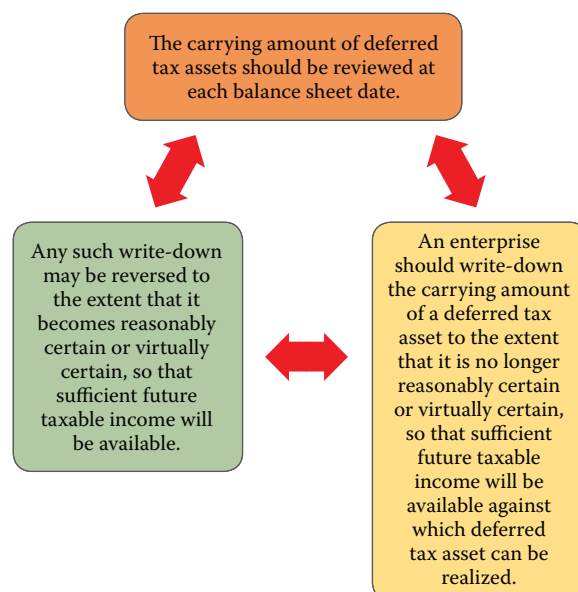 The carrying amount of deferred
tax assets should be reviewed at
each balance sheet date.
Any such write-down
may be reversed to
the extent that it
becomes reasonably
certain or virtually
certain, so that
sufficient future
taxable income will
be available.
An enterprise
should write-down
the carrying amount
of a deferred tax
asset to the extent
that it is no longer
reasonably certain
or virtually certain,
so that sufficient
future taxable
income will be
available against
which deferred
tax asset can be
realized.